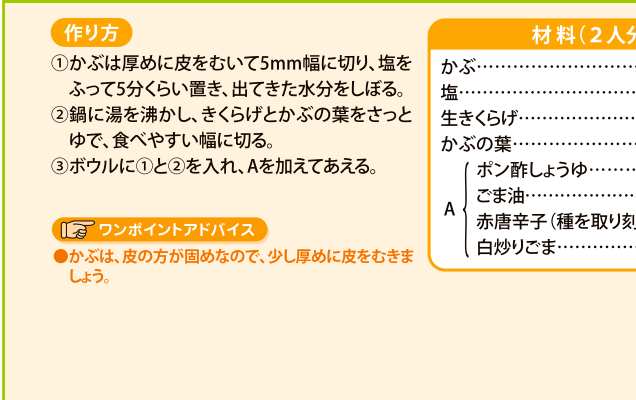 作り方
①かぶは厚めに皮をむいて5mm幅に切り、塩を
ふって5分くらい置き、出てきた水分をしぼる。
②鍋に湯を沸かし、きくらげとかぶの葉をさっと
ゆで、食べやすい幅に切る。
③ボウルに①と②を入れ、Aを加えてあえる。
ワンポイントアドバイス
●かぶは、皮の方が固めなので、少し厚めに皮をむきま
しょう。
材料(2人分
かぶ…………………………
塩……………………………
生きくらげ…………………
かぶの葉……………………
A
ポン酢しょうゆ………
ごま油…………………
赤唐辛子(種を取り刻
白炒りごま……………